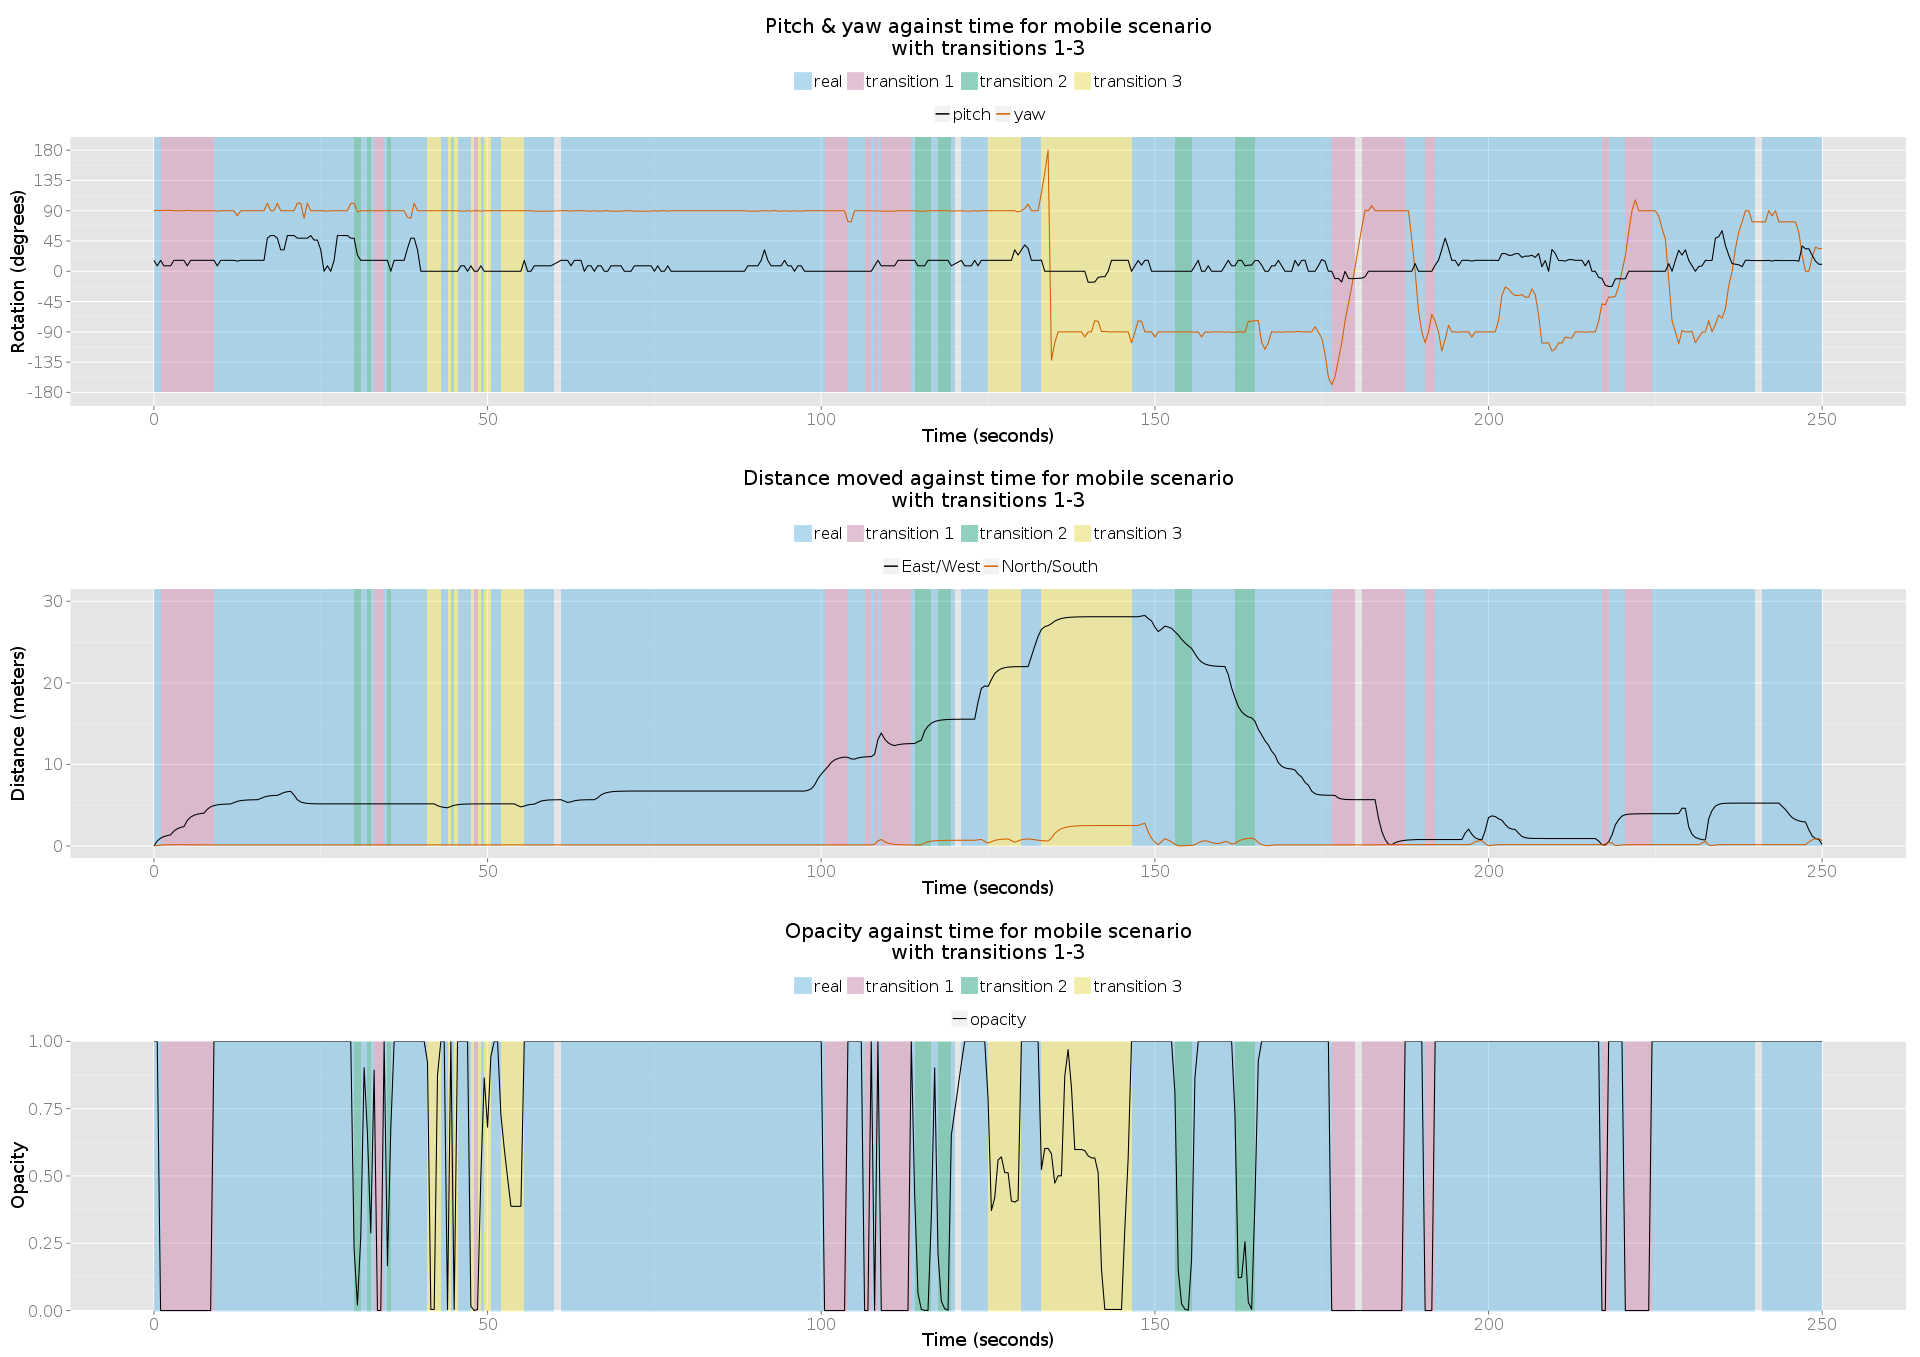 Pitch & yaw against time for mobile scenario
with transitions 1-3
real transition 1 transition 2 transition 3
pitch yaw
Rotation (degrees)
180
135
90
45
0
-45
-90
-135
-180
0 50 100 150 200 250
Time (seconds)
Distance moved against time for mobile scenario
with transitions 1-3
real transition 1 transition 2 transition 3
East/West North/South
Distance (meters)
30
20
10
0
0 50 100 150 200 250
Time (seconds)
Opacity against time for mobile scenario
with transitions 1-3
real transition 1 transition 2 transition 3
opacity
Opacity
1.00
0.75
0.50
0.25
0.00
0 50 100 150 200 250
Time (seconds)